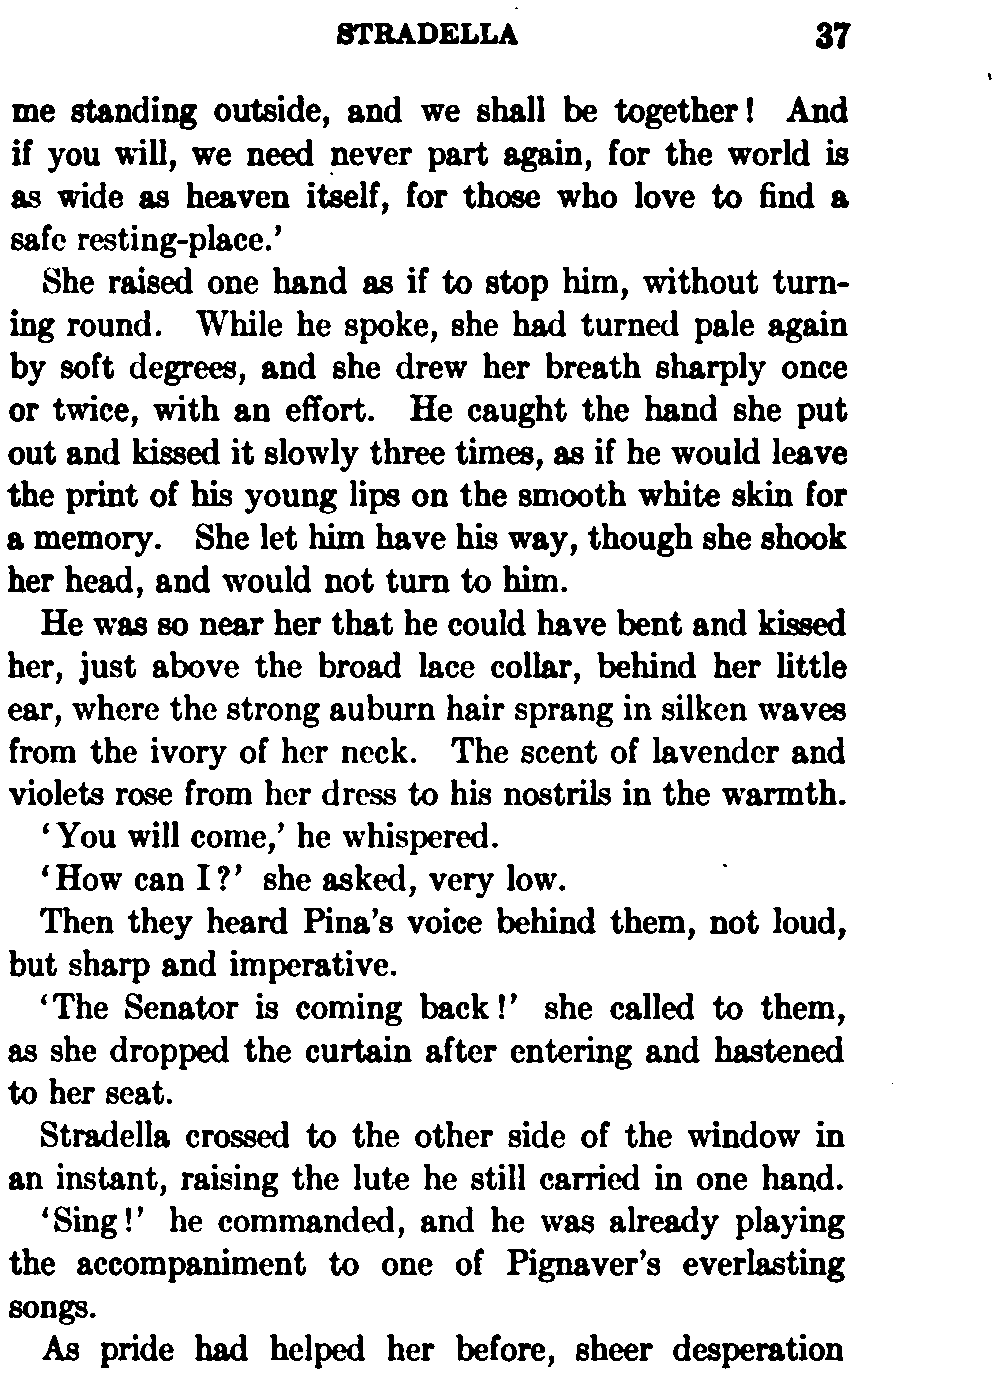 STRADELLA 37
me standing outside, and we shall be together! And
if you will, we need never part again, for the world is
as wide as heaven itself, for those who love to find a
safe resting-place.'
She raised one hand as if to stop him, without turn-
ing round. While he spoke, she had turned pale again
by soft degrees, and she drew her breath sharply once
or twice, with an effort. He caught the hand she put
out and kissed it slowly three times, as if he would leave
the print of his young lips on the smooth white skin for
a memory. She let him have his way, though she shook
her head, and would not turn to him.
He was so near her that he could have bent and kissed
her, just above the broad lace collar, behind her little
ear, where the strong auburn hair sprang in silken waves
from the ivory of her neck. The scent of lavender and
violets rose from her dress to his nostrils in the warmth.
'You will come,' he whispered.
'How can I?' she asked, very low.
Then they heard Pina's voice behind them, not loud,
but sharp and imperative.
'The Senator is coming back!' she called to them,
as she dropped the curtain after entering and hastened
to her seat.
Stradella crossed to the other side of the window in
an instant, raising the lute he still carried in one hand.
'Sing!' he commanded, and he was already playing
the accompaniment to one of Pignaver's everlasting
songs.
As pride had helped her before, sheer desperation